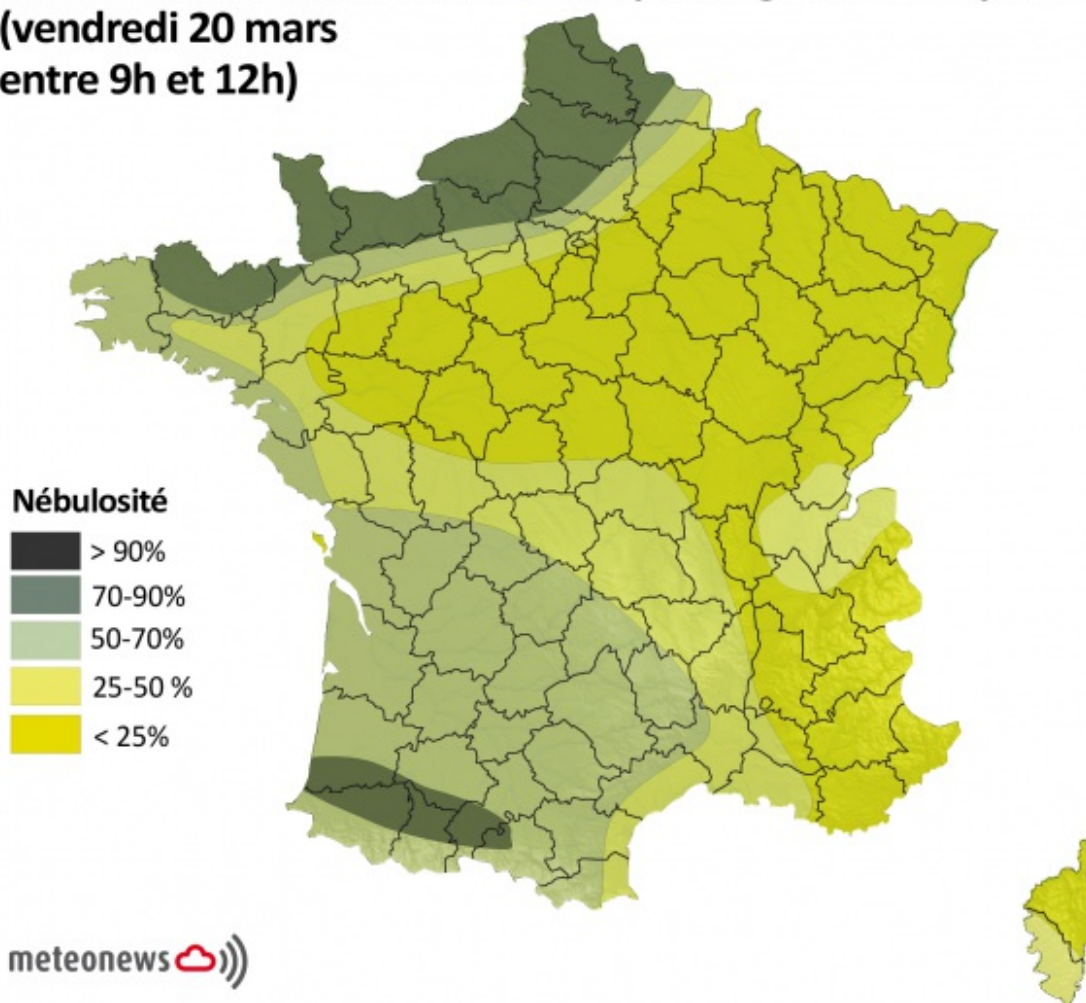 (vendredi 20 mars
entre 9h et 12h)
Nébulosité
> 90%
70-90%
50-70%
25-50 %
< 25%
meteonews